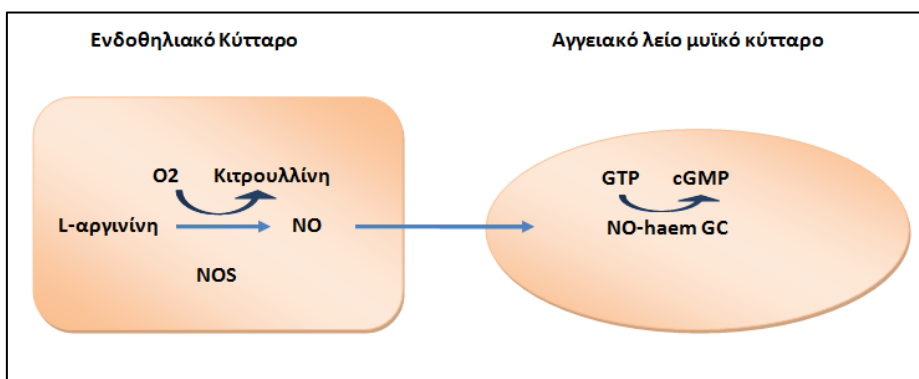 Ενδοθηλιακό Κύτταρο
Αγγειακό λείο μυϊκό κύτταρο
O2 Κιτρουλλίνη
L-αργινίνη NO
NOS
GTP cGMP
NO-haem GC